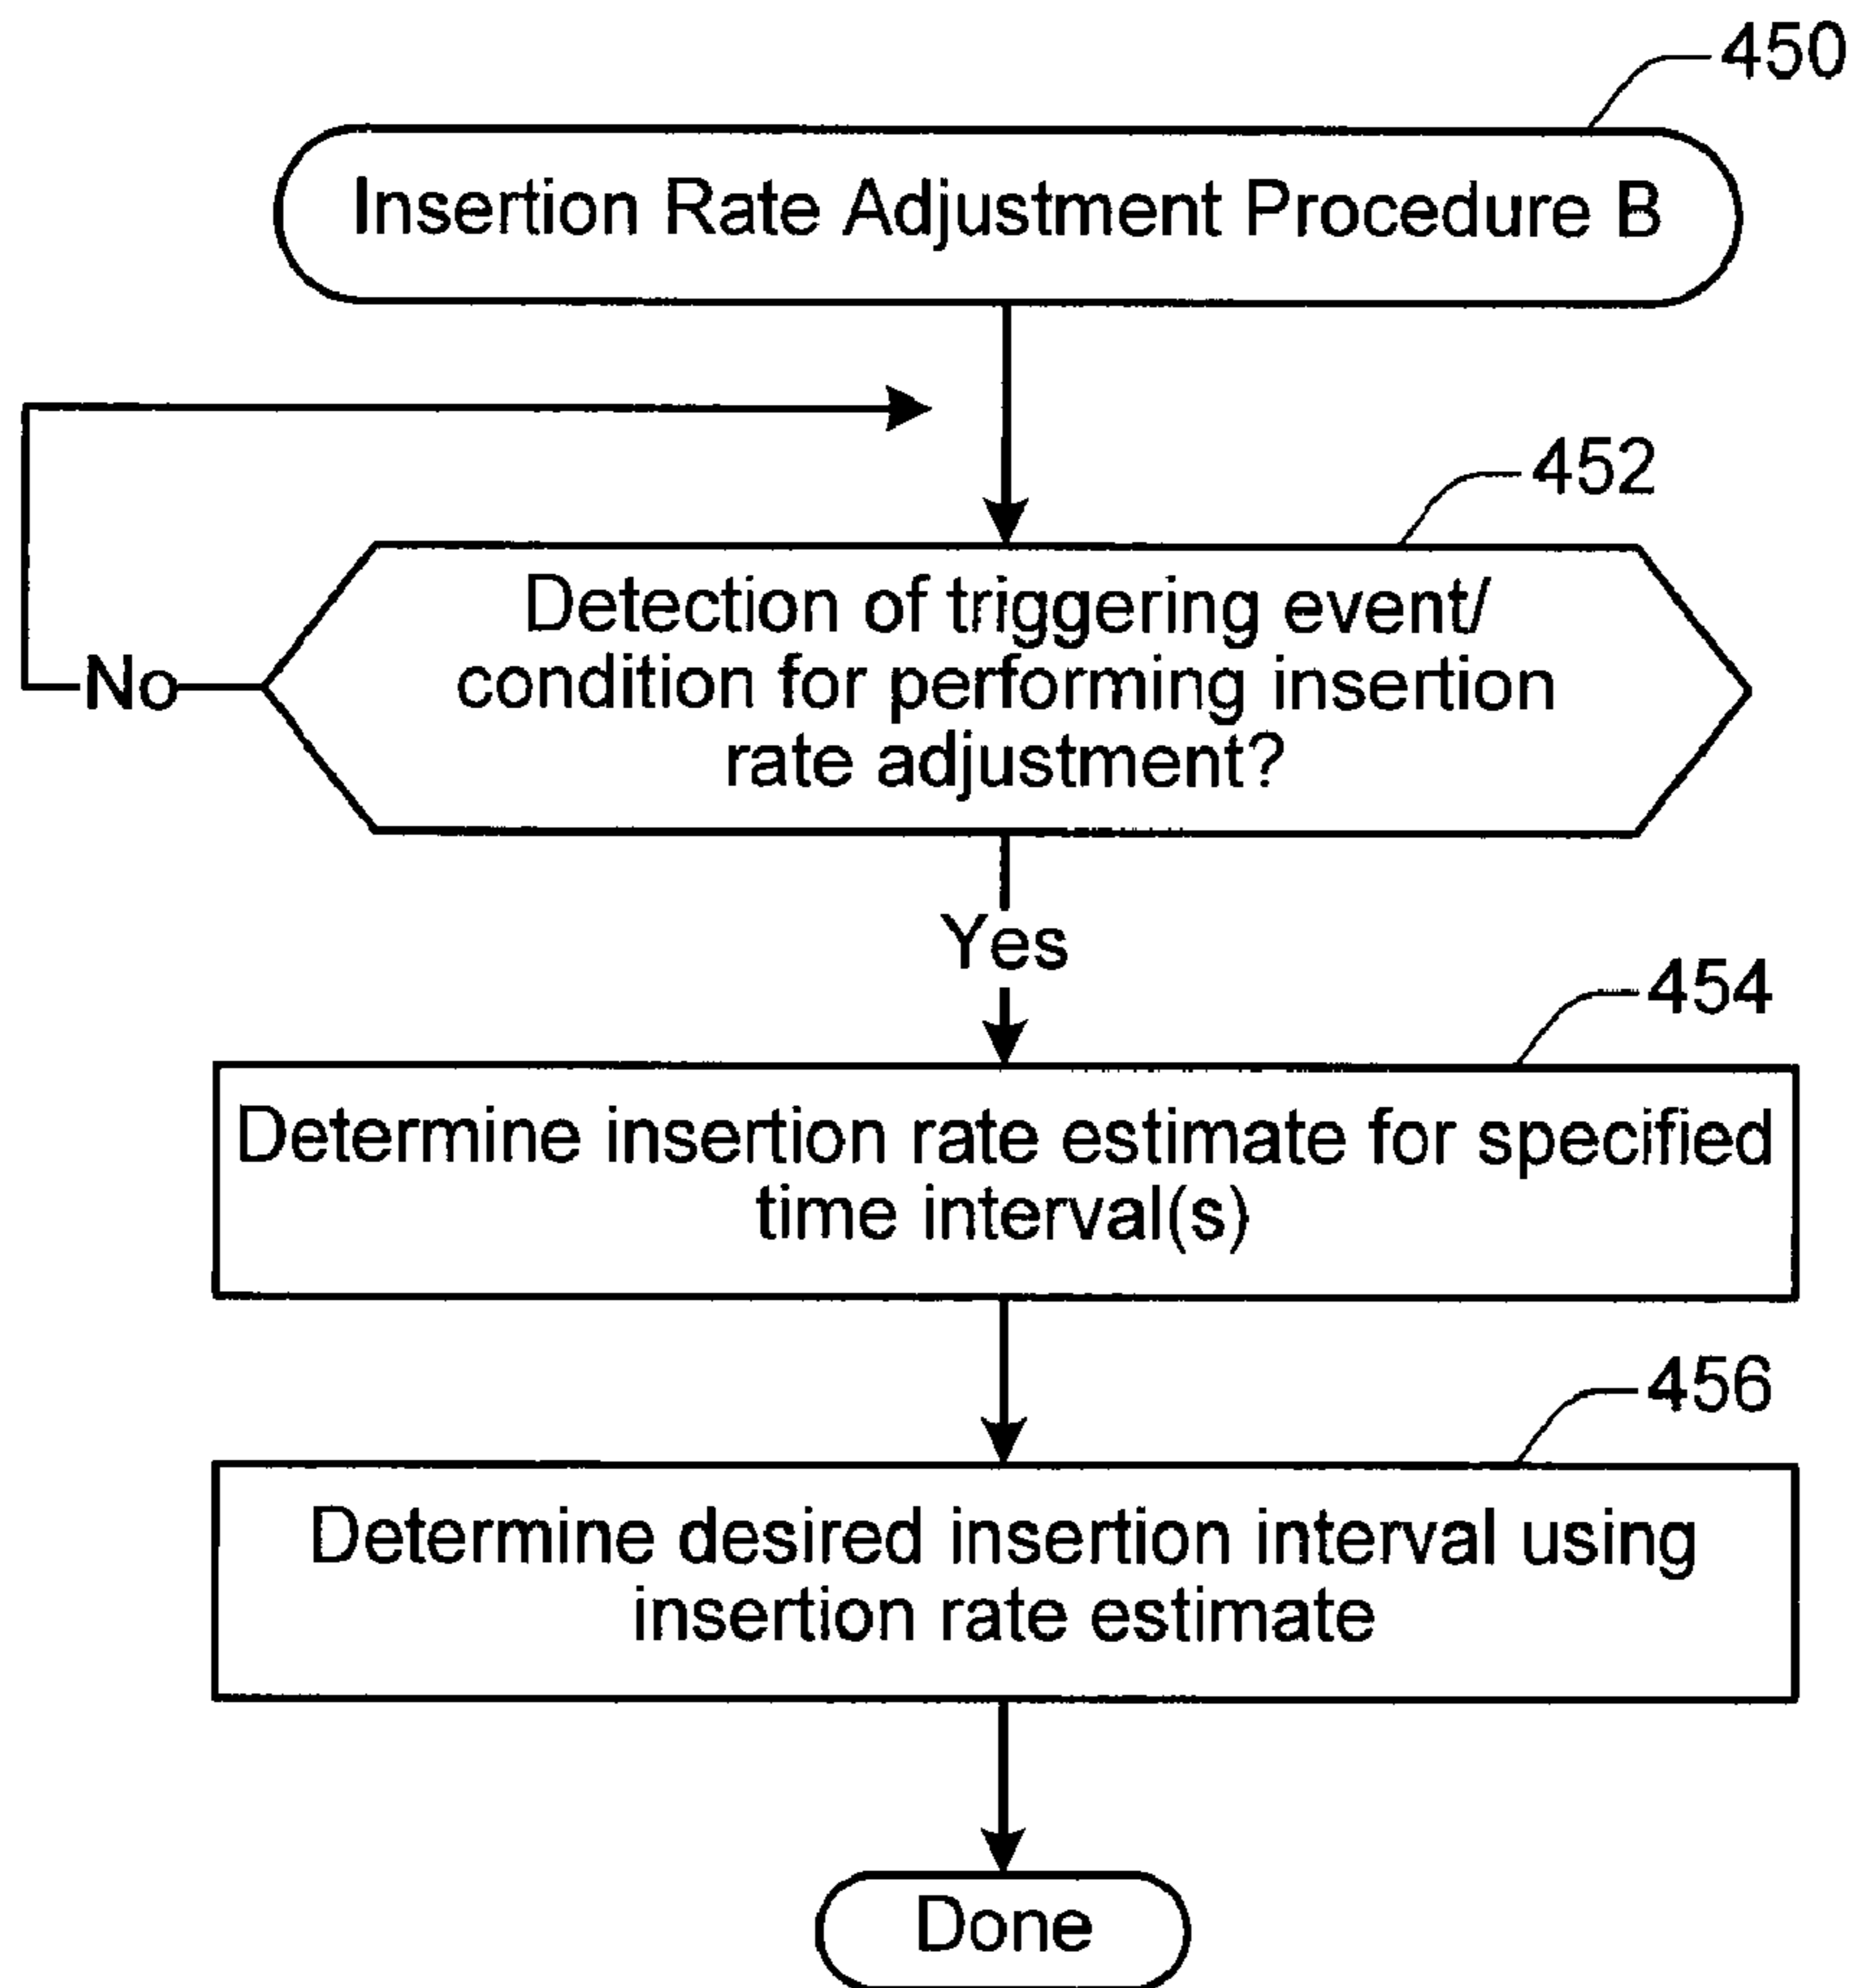 450
Insertion Rate Adjustment Procedure B
452
Detection of triggering event/
condition for performing insertion
rate adjustment?
No
Yes
454
Determine insertion rate estimate for specified
time interval(s)
456
Determine desired insertion interval using
insertion rate estimate
Done